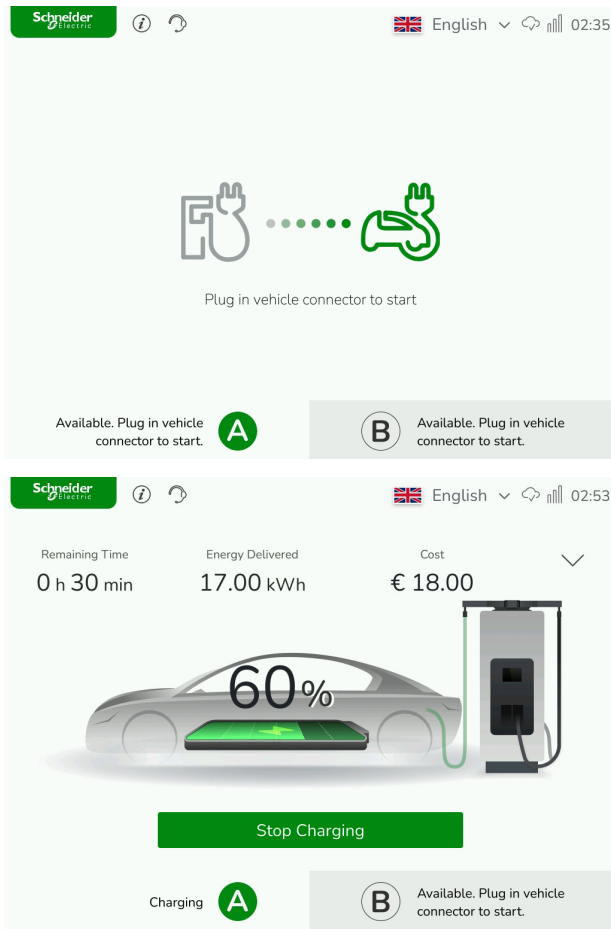 Schneider
Electric
i
English
02:35
Plug in vehicle connector to start
Available. Plug in vehicle
connector to start.
A
B
Available. Plug in vehicle
connector to start.
Schneider
Electric
i
English
02:53
Remaining Time
Energy Delivered
Cost
0 h 30 min
17.00 kWh
€ 18.00
60%
Stop Charging
Charging
A
B
Available. Plug in vehicle
connector to start.